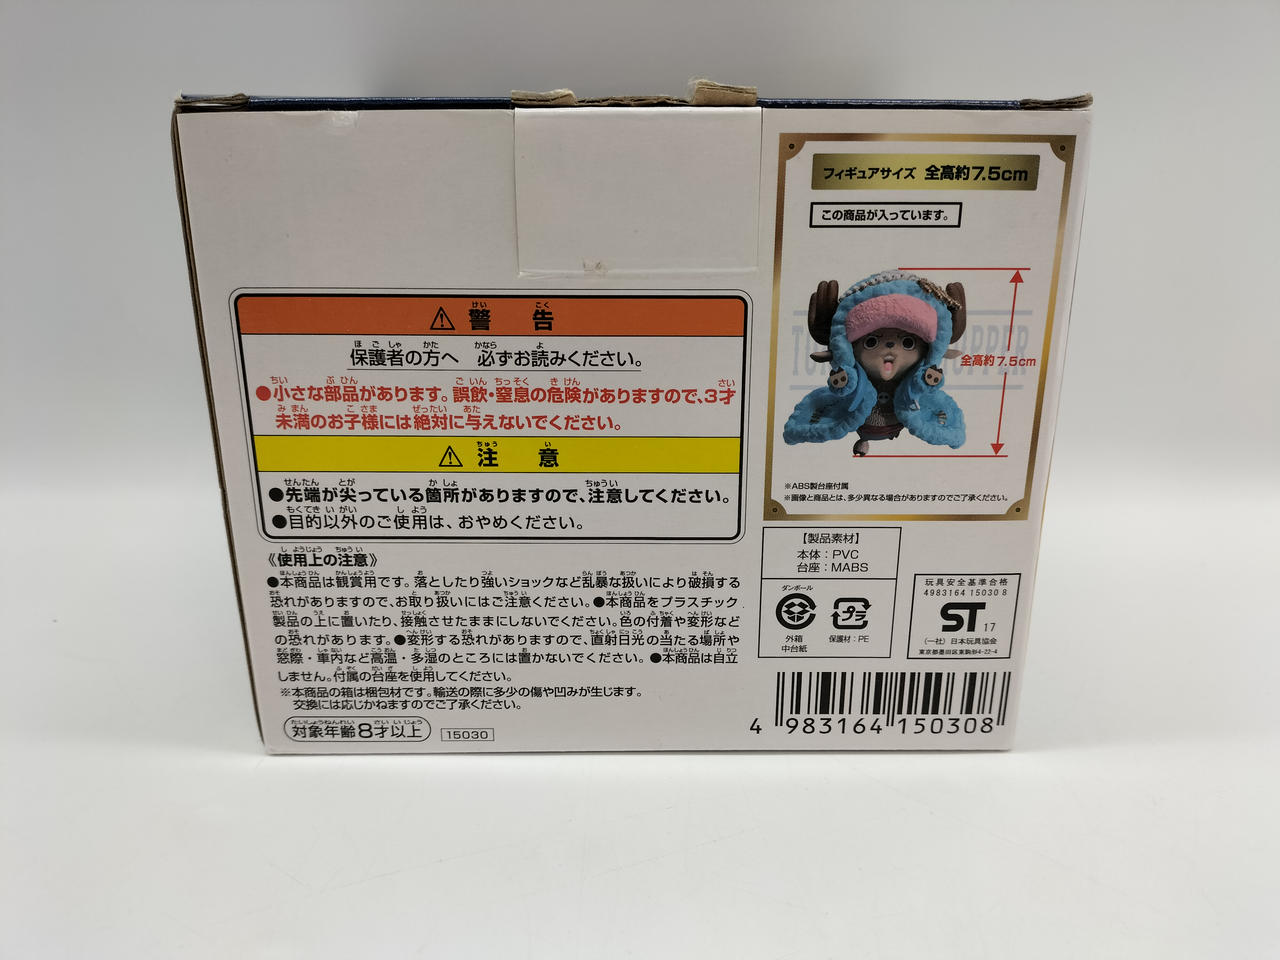 警告
保護者の方へ 必ずお読みください。
●小さな部品があります。誤飲・窒息の危険がありますので、3才
未満のお子様には絶対に与えないでください。
注意
●先端が尖っている箇所がありますので、注意してください。
●目的以外のご使用は、おやめください。
《使用上の注意》
●本商品は観賞用です。落としたり強いショックなど乱暴な扱いにより破損する
恐れがありますので、お取り扱いにはご注意ください。●本商品をプラスチック
製品の上に置いたり、接触させたままにしないでください。色の付着や変形など
の恐れがあります。●変形する恐れがありますので、直射日光の当たる場所や
窓際・車内など高温・多湿のところには置かないでください。●本商品は自立
しません。付属の台座を使用してください。
※本商品の箱は梱包材です。輸送の際に多少の傷や凹みが生じます。
交換には応じかねますのでご了承ください。
対象年齢8才以上
15030
フィギュアサイズ 全高約7.5cm
この商品が入っています。
全高約7.5cm
※ABS製台座付属
※画像と商品とは、多少異なる場合がありますのでご了承ください。
【製品素材】
本体：PVC
台座：MABS
ダンボール
外箱
中台紙
プラ
保護材：PE
玩具安全基準合格
4983164 15030 8
ST 17
(一社) 日本玩具協会
東京都墨田区東駒形4-22-4
4 983164 150308